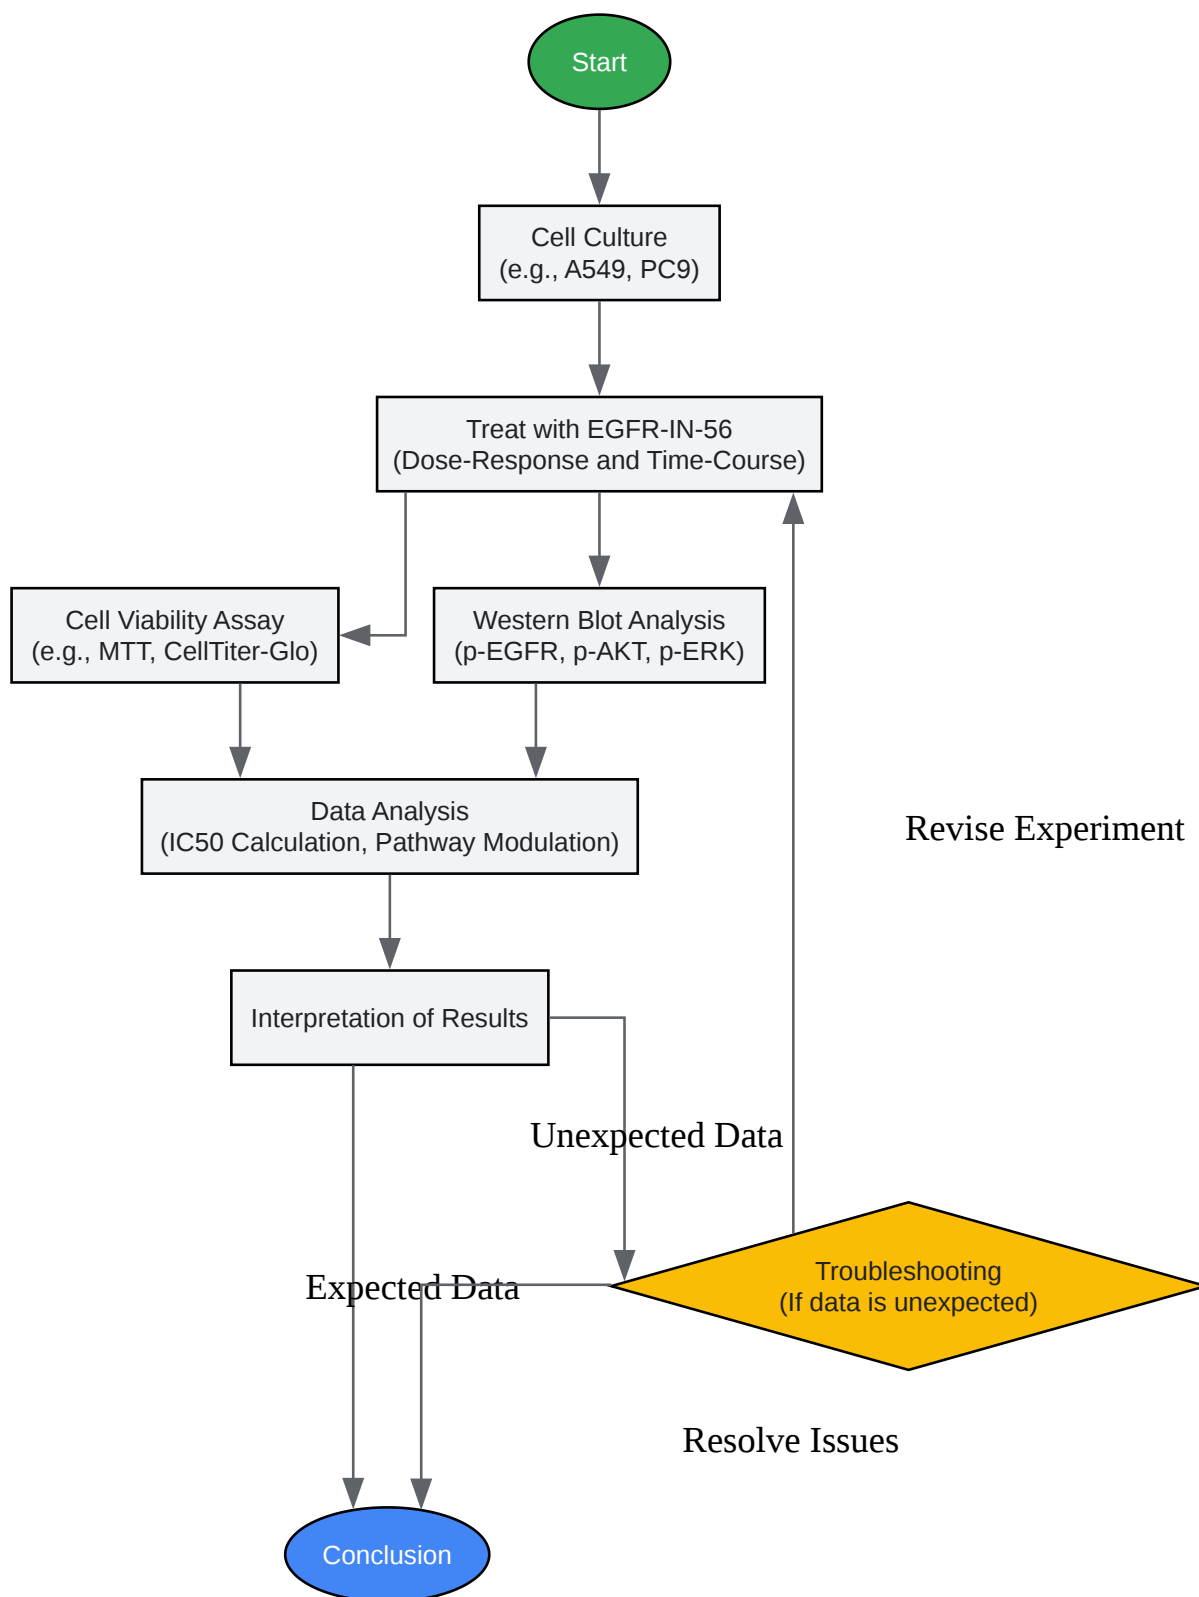 Start
Cell Culture
(e.g., A549, PC9)
Treat with EGFR-IN-56
(Dose-Response and Time-Course)
Cell Viability Assay
(e.g., MTT, CellTiter-Glo)
Western Blot Analysis
(p-EGFR, p-AKT, p-ERK)
Data Analysis
(IC50 Calculation, Pathway Modulation)
Revise Experiment
Interpretation of Results
Unexpected Data
Expected Data
Troubleshooting
(If data is unexpected)
Resolve Issues
Conclusion